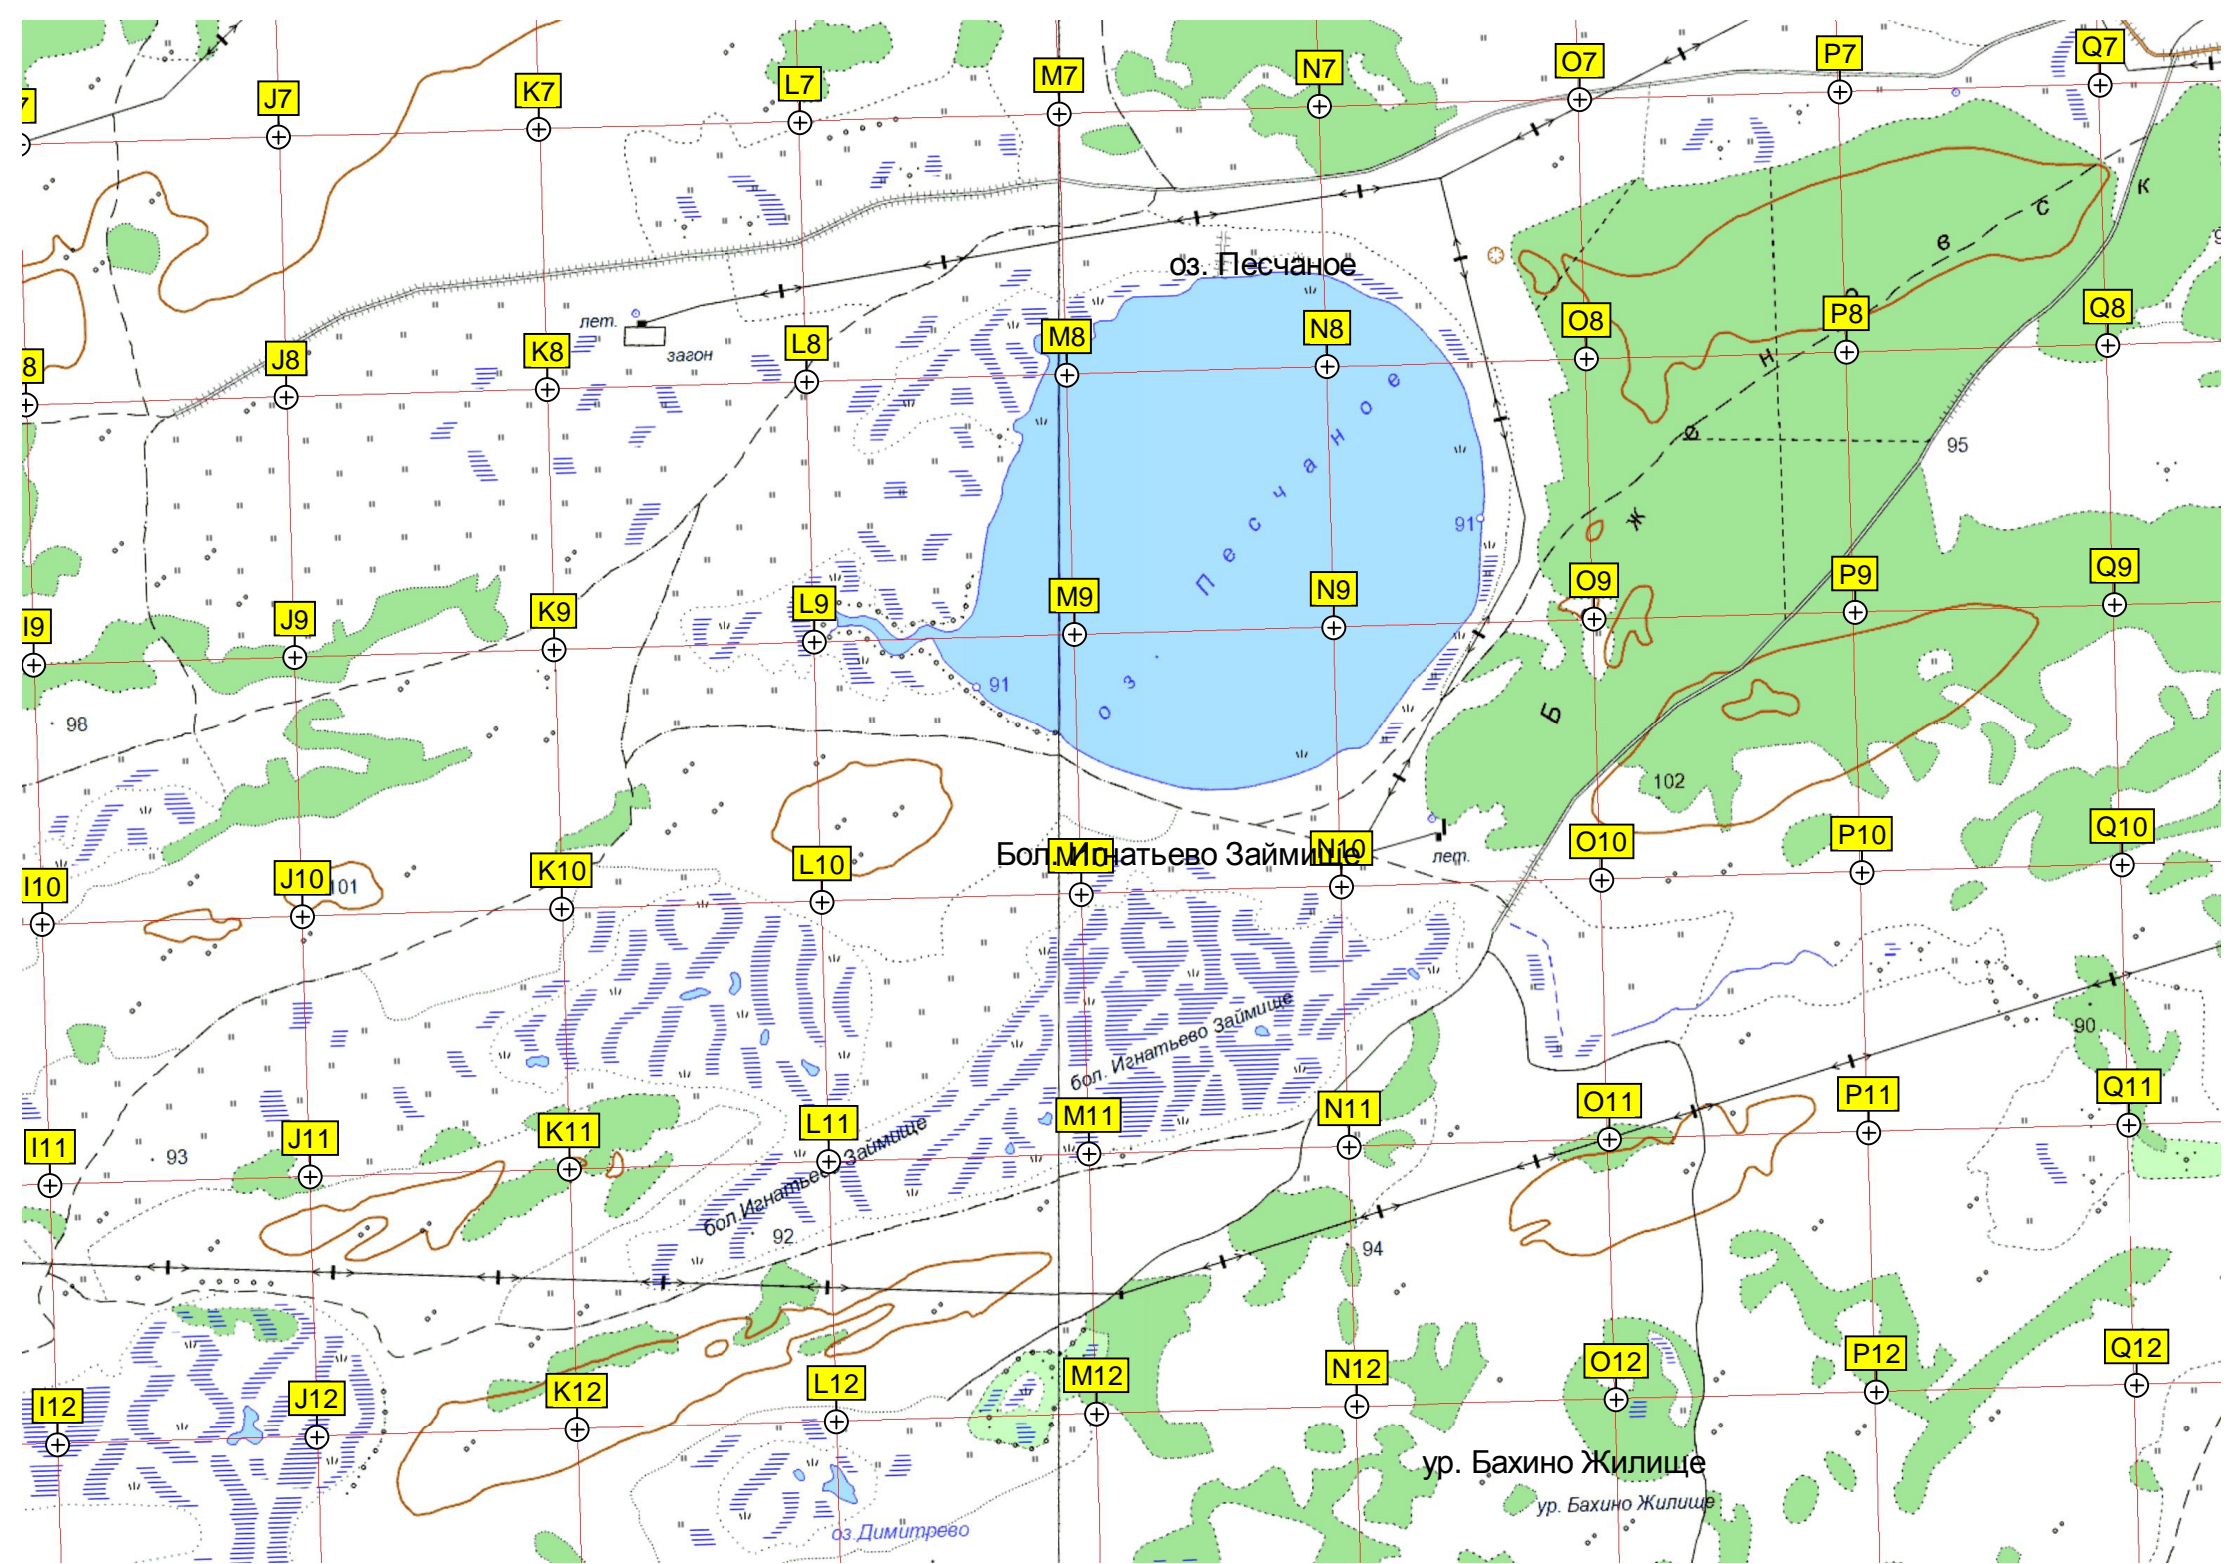 7 J7 K7 L7 M7 N7 O7 P7 Q7
к
с
в
9
оз. Песчаное
о
лет.
загон
8 J8 K8 L8 M8 N8 O8 P8 Q8
н
е
ж
Б
95
оз. Песчаное
91
I9 J9 K9 L9 M9 N9 O9 P9 Q9
91
98
102
Бол. Игнатьево Займище
лет.
I10 J10 K10 L10 M10 N10 O10 P10 Q10
101
бол. Игнатьево Займище
90
I11 J11 K11 L11 M11 N11 O11 P11 Q11
93
бол.Игнатьево Займище
92
94
I12 J12 K12 L12 M12 N12 O12 P12 Q12
ур. Бахино Жилище
ур. Бахино Жилище
оз.Димитрево